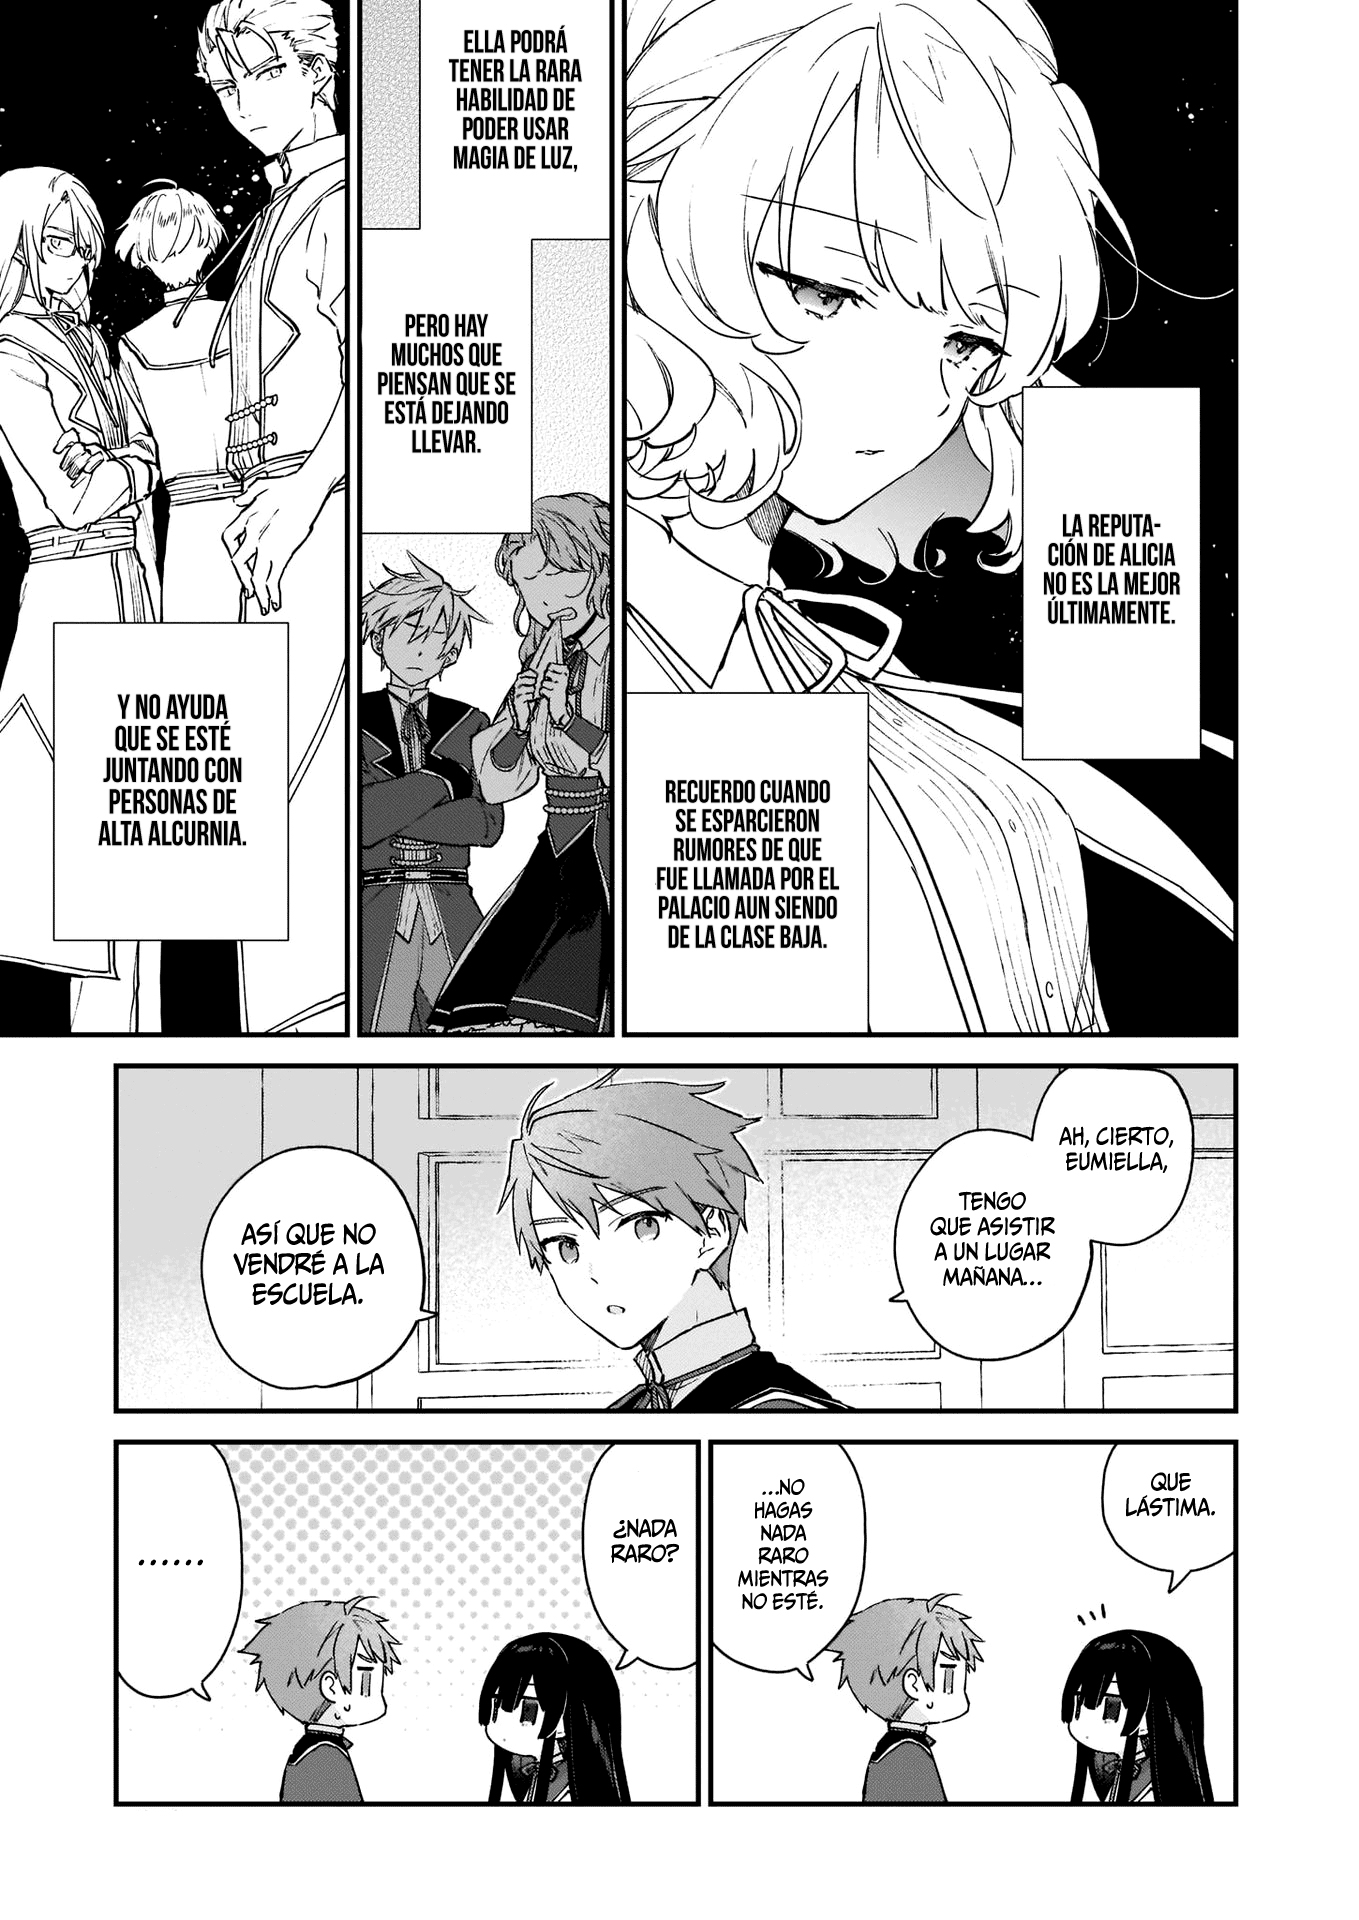 LA REPUTA-
CIÓN DE ALICIA
NO ES LA MEJOR
ÚLTIMAMENTE.
RECUERDO CUANDO
SE ESPARCIERON
RUMORES DE QUE
FUE LLAMADA POR EL
PALACIO AUN SIENDO
DE LA CLASE BAJA.
ELLA PODRÁ
TENER LA RARA
HABILIDAD DE
PODER USAR
MAGIA DE LUZ,
PERO HAY
MUCHOS QUE
PIENSAN QUE SE
ESTÁ DEJANDO
LLEVAR.
Y NO AYUDA
QUE SE ESTÉ
JUNTANDO CON
PERSONAS DE
ALTA ALCURNIA.
AH, CIERTO,
EUMIELLA,
TENGO
QUE ASISTIR
A UN LUGAR
MAÑANA...
ASÍ QUE NO
VENDRÉ A LA
ESCUELA.
QUE
LÁSTIMA.
...NO
HAGAS
NADA
RARO
MIENTRAS
NO ESTÉ.
¿NADA
RARO?
......